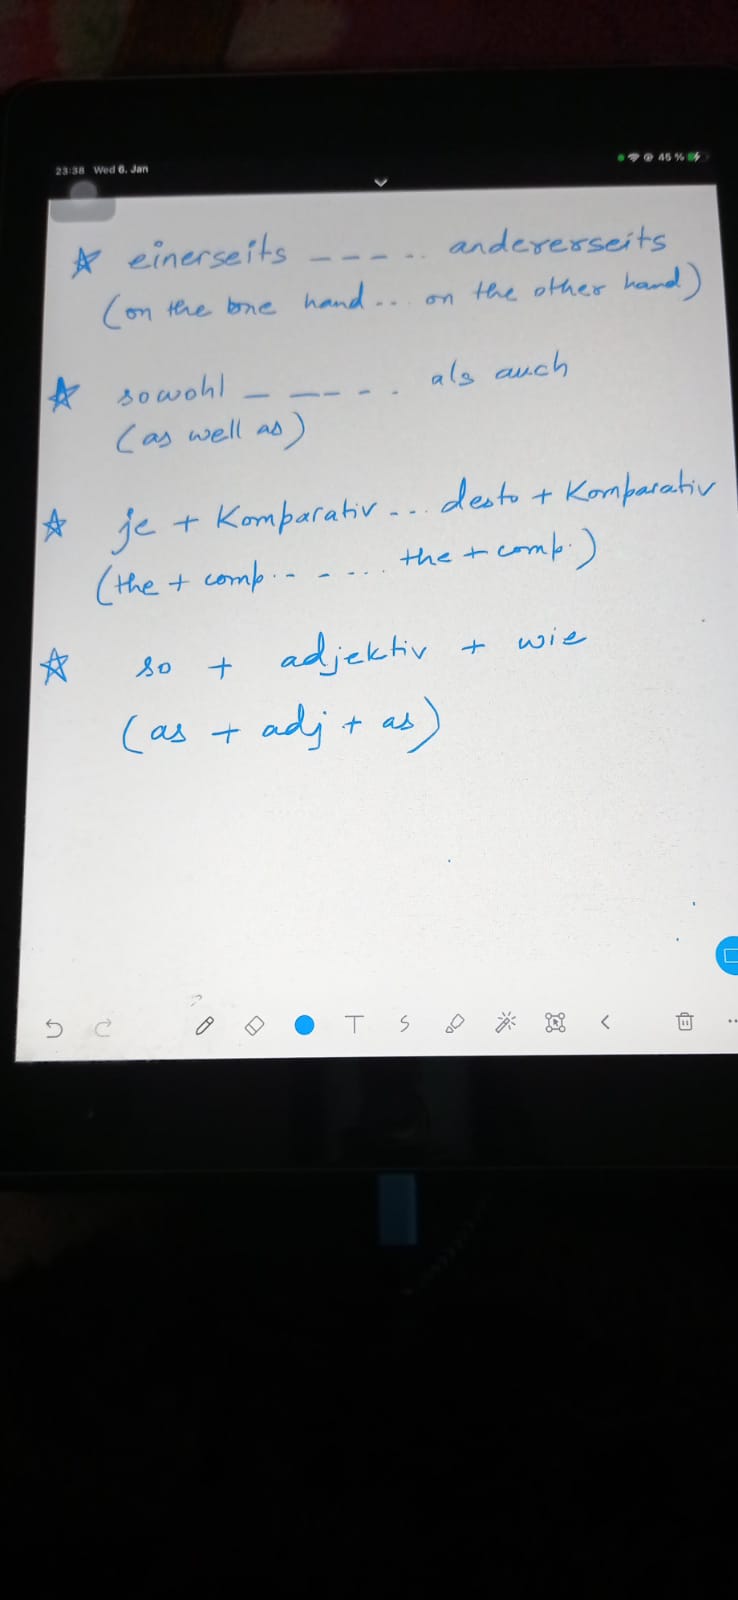 23:38 Wed 6. Jan
45 %
☆ einerseits ----.. andererseits
(on the one hand... on the other hand)
☆ sowohl ------. als auch
(as well as)
☆ je + Komparativ ... desto + Komparativ
(the + comp.------... the + comp.)
☆ so + adjektiv + wie
(as + adj + as)
T S